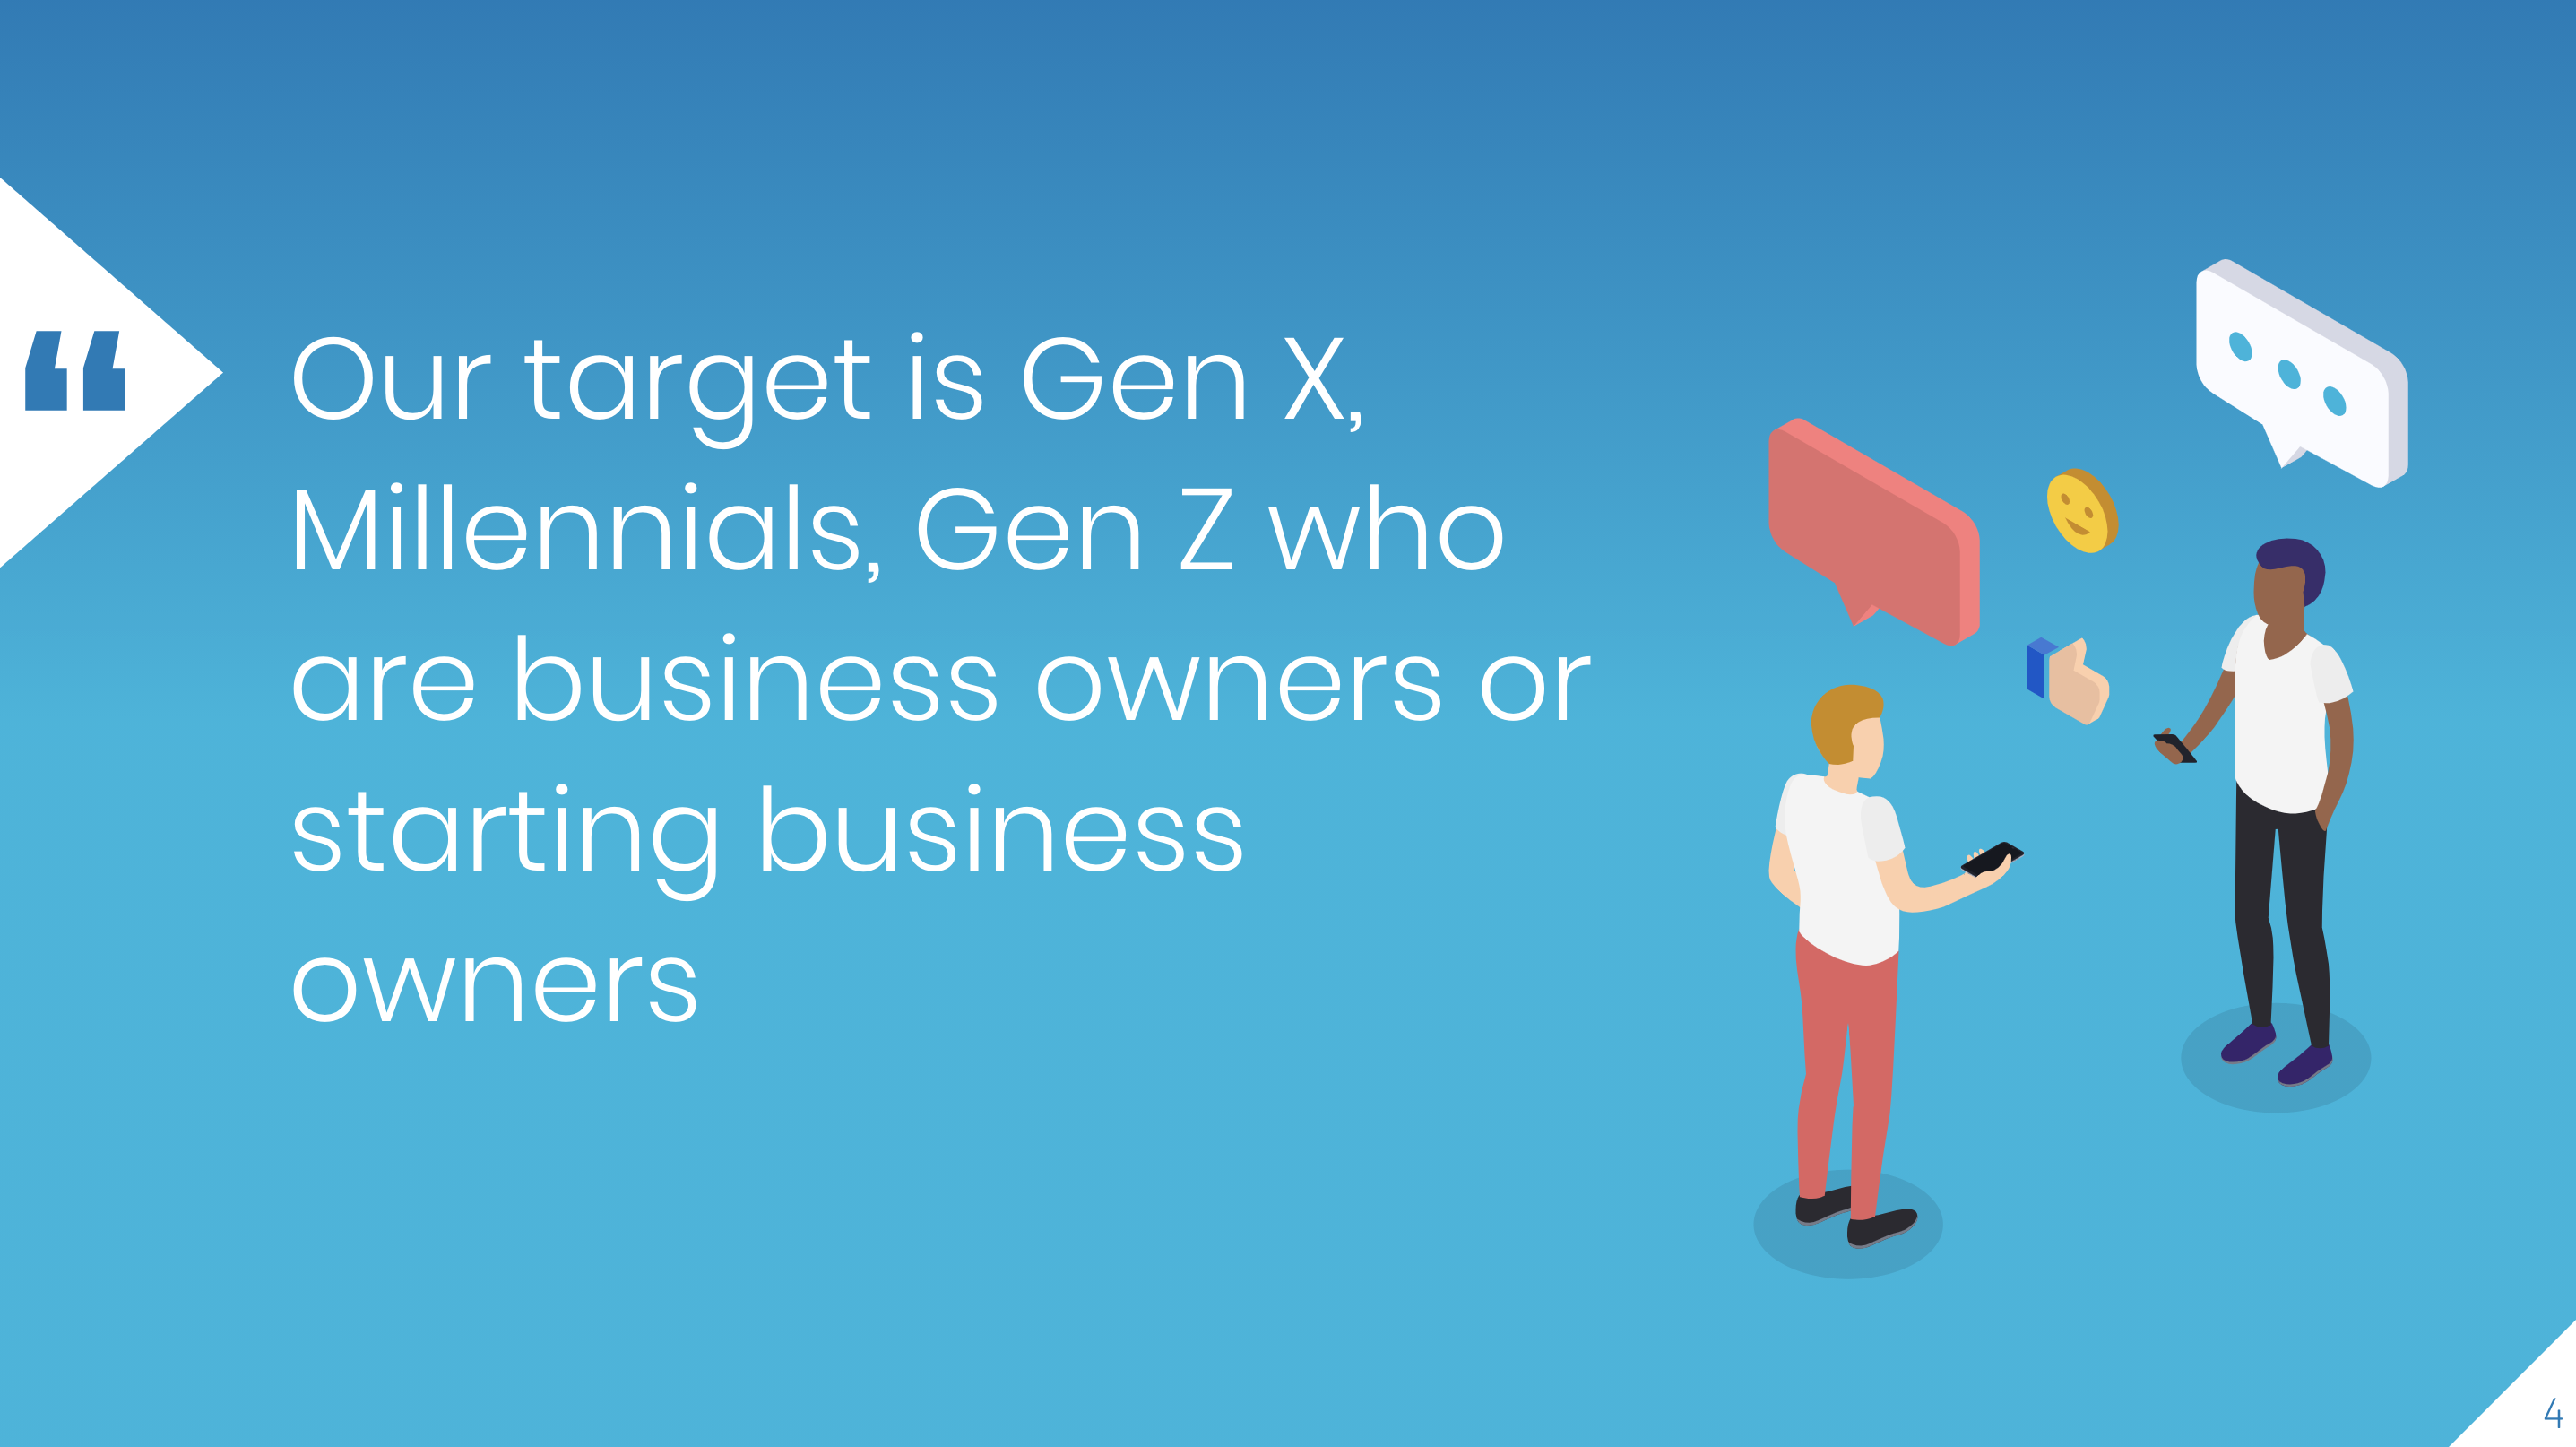 “
Our target is Gen X,
Millennials, Gen Z who
are business owners or
starting business
owners
4